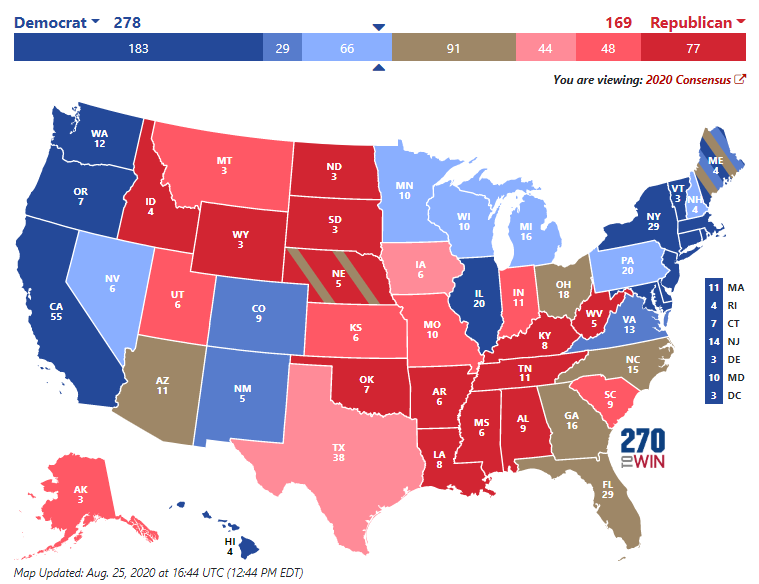 Democrat 278
169 Republican
183 29 66 91 44 48 77
You are viewing: 2020 Consensus
WA
12
OR
7
CA
55
NV
6
ID
4
MT
3
WY
3
UT
6
AZ
11
CO
9
NM
5
ND
3
SD
3
NE
5
KS
6
OK
7
TX
38
MN
10
IA
6
MO
10
AR
6
LA
8
WI
10
IL
20
MI
16
IN
11
OH
18
KY
8
TN
11
MS
6
AL
9
GA
16
FL
29
SC
9
NC
15
VA
13
WV
5
PA
20
NY
29
VT
3
NH
4
ME
4
AK
3
HI
4
11 MA
4 RI
7 CT
14 NJ
3 DE
10 MD
3 DC
270
TO WIN
Map Updated: Aug. 25, 2020 at 16:44 UTC (12:44 PM EDT)